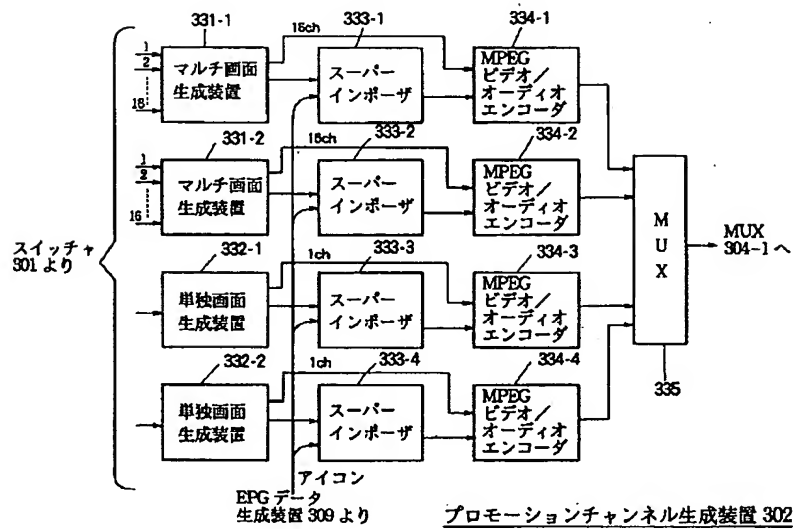 331-1
16ch
333-1
334-1
1
2
16
マルチ画面
生成装置
スーパー
インポーザ
MPEG
ビデオ／
オーディオ
エンコーダ
331-2
16ch
333-2
334-2
1
2
16
マルチ画面
生成装置
スーパー
インポーザ
MPEG
ビデオ／
オーディオ
エンコーダ
スイッチャ
301 より
332-1
1ch
333-3
334-3
単独画面
生成装置
スーパー
インポーザ
MPEG
ビデオ／
オーディオ
エンコーダ
332-2
1ch
333-4
334-4
単独画面
生成装置
スーパー
インポーザ
MPEG
ビデオ／
オーディオ
エンコーダ
MUX
335
MUX
304-1 へ
アイコン
EPG データ
生成装置 309 より
プロモーションチャンネル生成装置 302